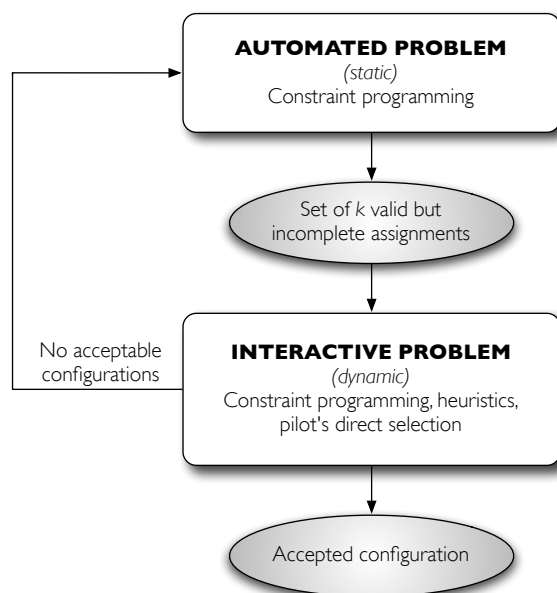 AUTOMATED PROBLEM
(static)
Constraint programming
Set of k valid but
incomplete assignments
No acceptable
configurations
INTERACTIVE PROBLEM
(dynamic)
Constraint programming, heuristics,
pilot's direct selection
Accepted configuration